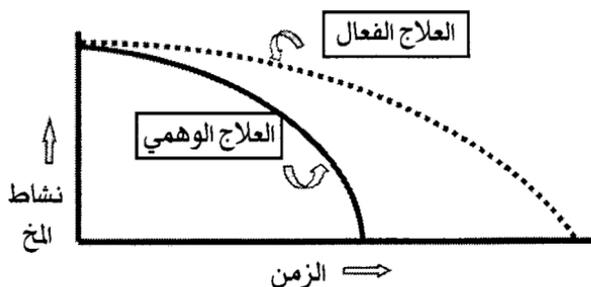 العلاج الفعال
العلاج الوهمي
نشاط
المخ
الزمن